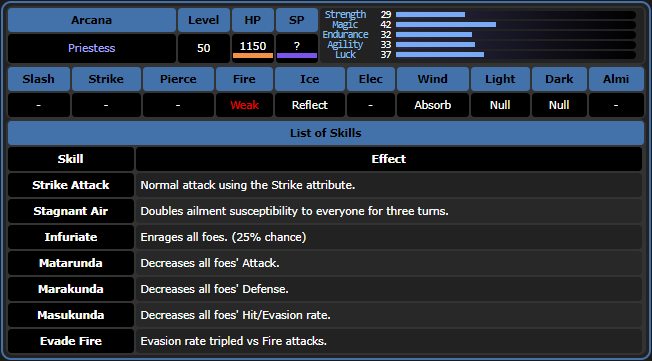 Arcana Level HP SP
Priestess 50 1150 ?
Strength 29
Magic 42
Endurance 32
Agility 33
Luck 37
Slash Strike Pierce Fire Ice Elec Wind Light Dark Almi
- - - Weak Reflect - Absorb Null Null -
List of Skills
Skill Effect
Strike Attack Normal attack using the Strike attribute.
Stagnant Air Doubles ailment susceptibility to everyone for three turns.
Infuriate Enrages all foes. (25% chance)
Matarunda Decreases all foes' Attack.
Marakunda Decreases all foes' Defense.
Masukunda Decreases all foes' Hit/Evasion rate.
Evade Fire Evasion rate tripled vs Fire attacks.